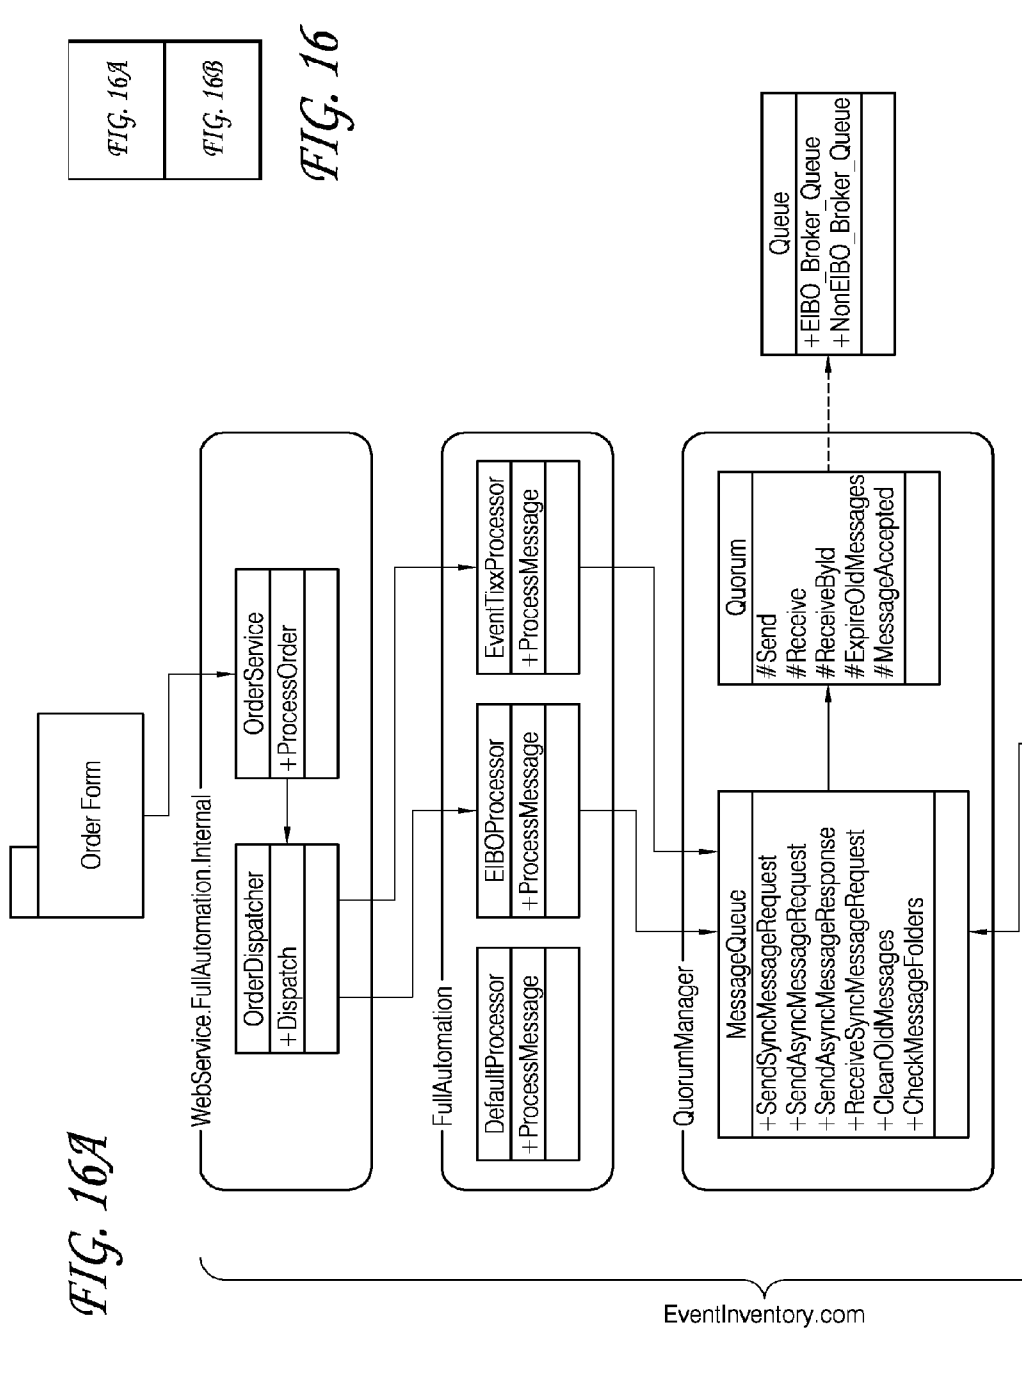 FIG. 16A
FIG. 16A
FIG. 16B
FIG. 16
Order Form
WebService.FullAutomation.Internal
OrderDispatcher
+Dispatch
OrderService
+ProcessOrder
FullAutomation
DefaultProcessor
+ProcessMessage
EIBOProcessor
+ProcessMessage
EventTixxProcessor
+ProcessMessage
QuorumManager
MessageQueue
+SendSyncMessageRequest
+SendAsyncMessageRequest
+SendAsyncMessageResponse
+ReceiveSyncMessageRequest
+CleanOldMessages
+CheckMessageFolders
Quorum
#Send
#Receive
#ReceiveById
#ExpireOldMessages
#MessageAccepted
Queue
+EIBO_Broker_Queue
+NonEIBO_Broker_Queue
EventInventory.com